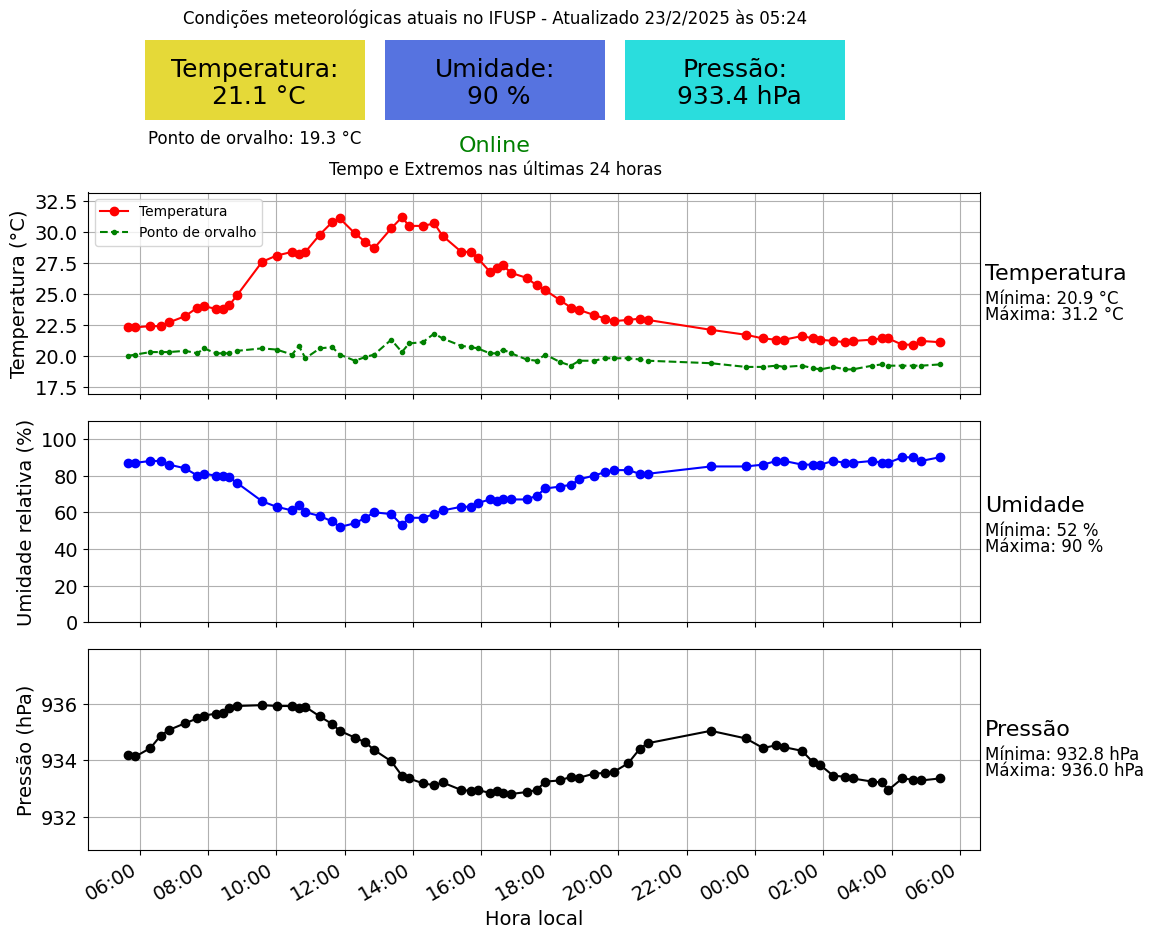 Condições meteorológicas atuais no IFUSP - Atualizado 23/2/2025 às 05:24
Temperatura:
21.1 °C
Umidade:
90 %
Pressão:
933.4 hPa
Ponto de orvalho: 19.3 °C
Online
Tempo e Extremos nas últimas 24 horas
Temperatura (°C)
32.5
30.0
27.5
25.0
22.5
20.0
17.5
Temperatura
Ponto de orvalho
Temperatura
Mínima: 20.9 °C
Máxima: 31.2 °C
Umidade relativa (%)
100
80
60
40
20
0
Umidade
Mínima: 52 %
Máxima: 90 %
Pressão (hPa)
936
934
932
Pressão
Mínima: 932.8 hPa
Máxima: 936.0 hPa
06:00
08:00
10:00
12:00
14:00
16:00
18:00
20:00
22:00
00:00
02:00
04:00
06:00
Hora local